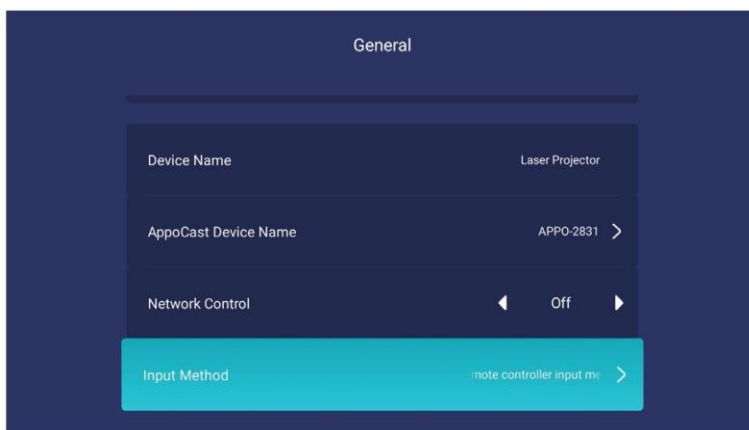 General
Device Name Laser Projector
AppoCast Device Name APPO-2831
Network Control Off
Input Method mote controller input me